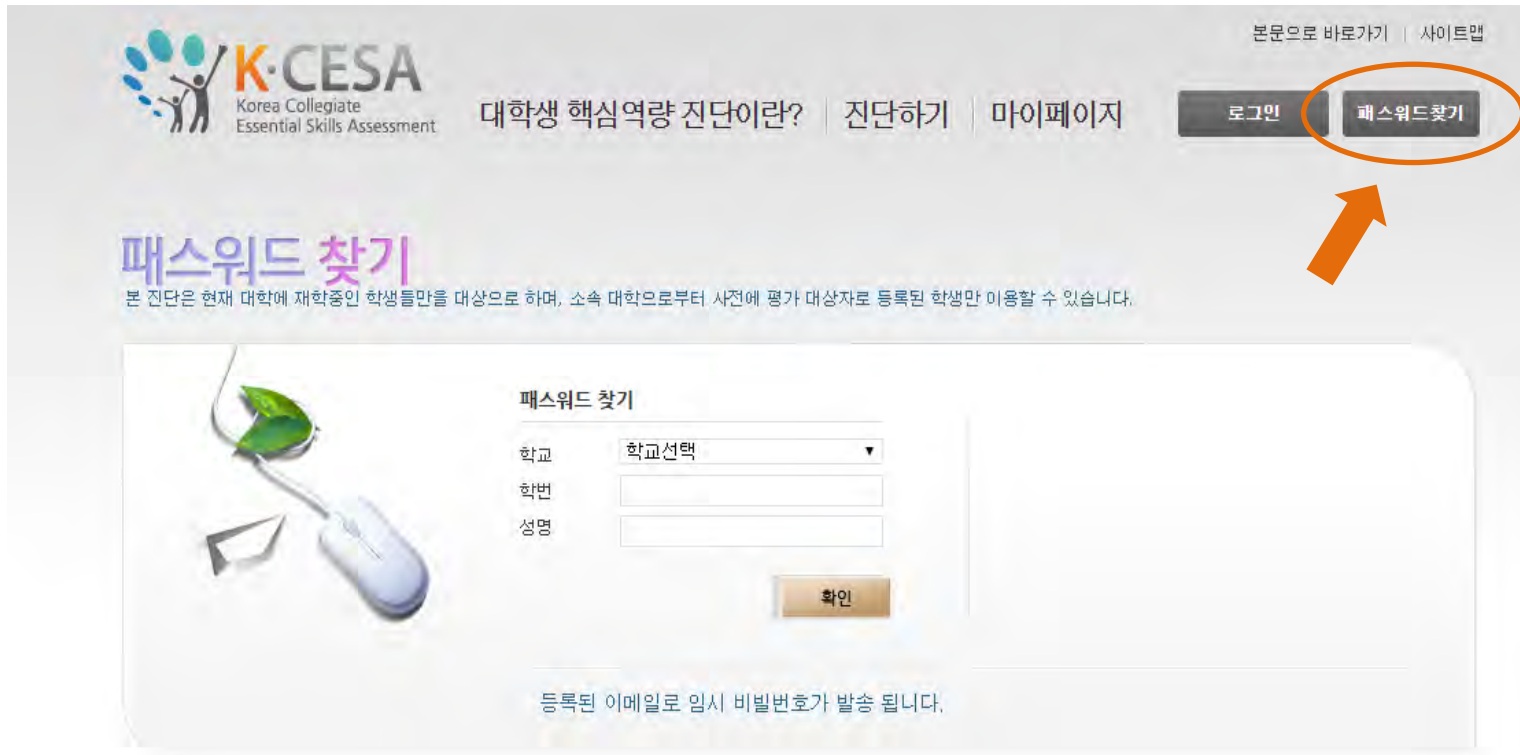 본문으로 바로가기 | 사이트맵
K·CESA
Korea Collegiate
Essential Skills Assessment
대학생 핵심역량 진단이란? | 진단하기 | 마이페이지
로그인
패스워드찾기
패스워드 찾기
본 진단은 현재 대학에 재학중인 학생들만을 대상으로 하며, 소속 대학으로부터 사전에 평가 대상자로 등록된 학생만 이용할 수 있습니다.
패스워드 찾기
학교 학교선택
학번
성명
확인
등록된 이메일로 임시 비빌번호가 발송 됩니다.